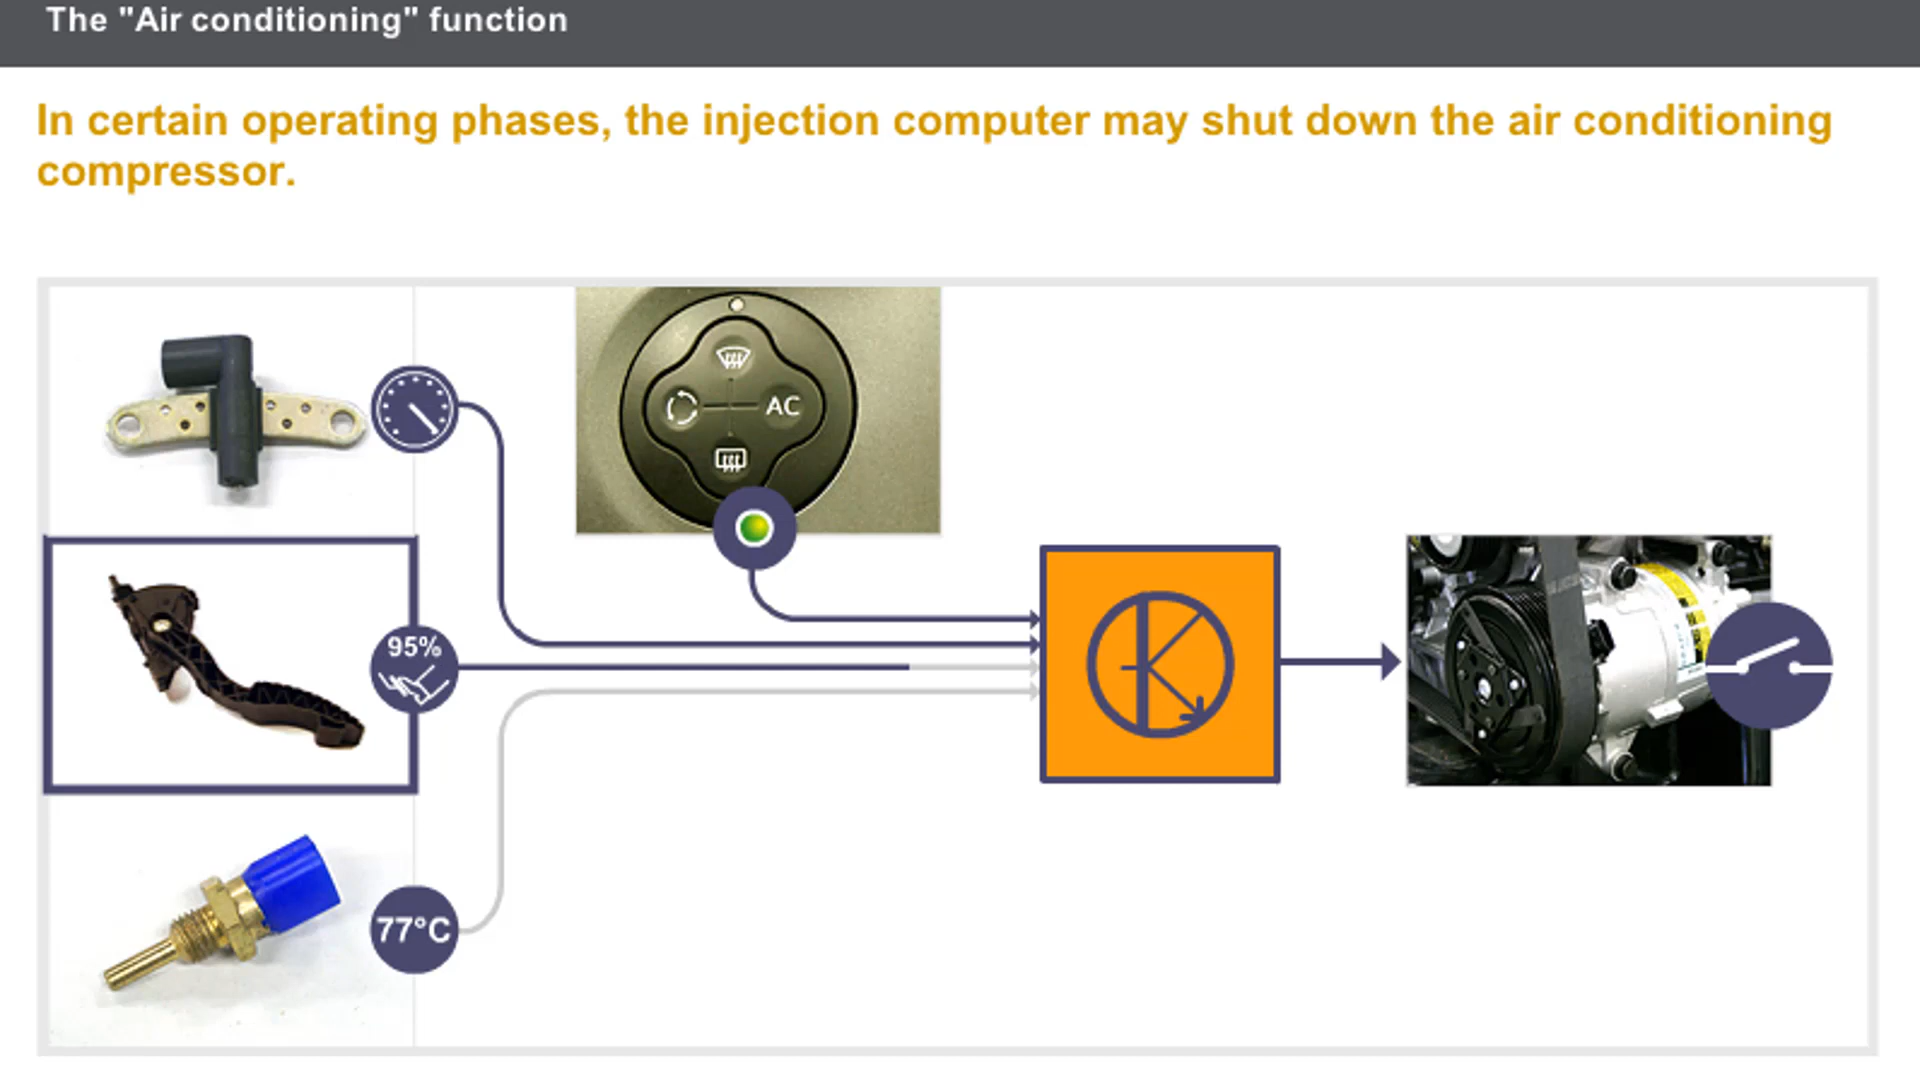 The "Air conditioning" function
In certain operating phases, the injection computer may shut down the air conditioning
compressor.
AC
95%
77°C